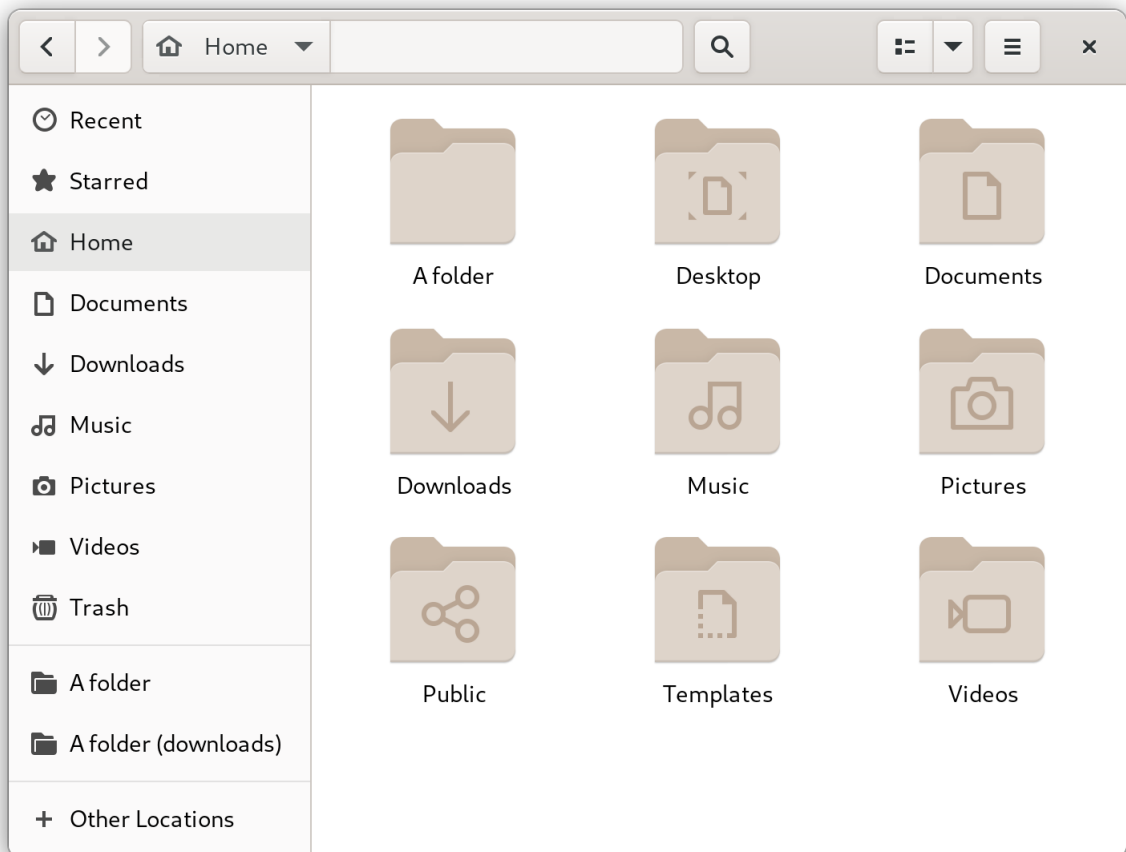 Home
Recent
Starred
Home
Documents
Downloads
Music
Pictures
Videos
Trash
A folder
A folder (downloads)
Other Locations
A folder
Desktop
Documents
Downloads
Music
Pictures
Public
Templates
Videos